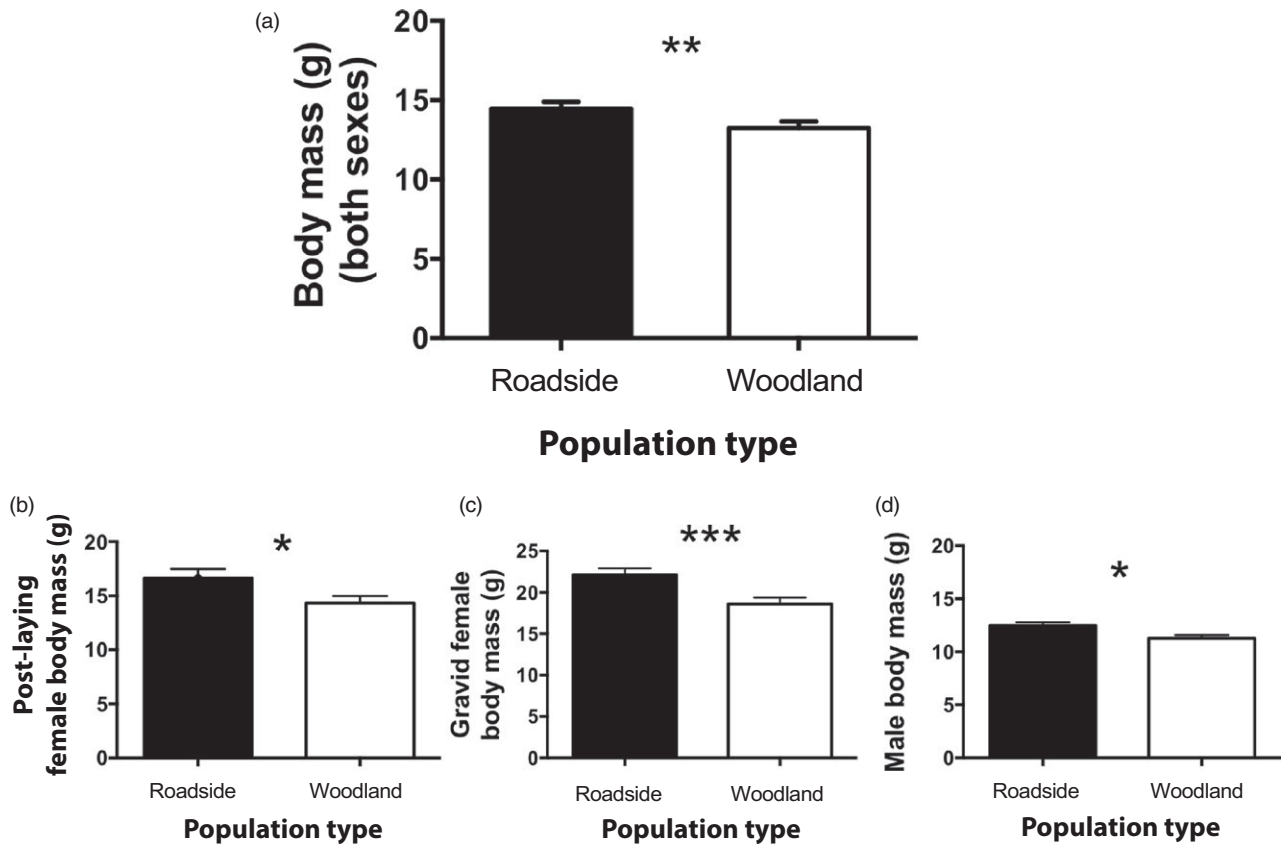 (a)
Body mass (g)
(both sexes)
20
15
10
5
0
**
Roadside Woodland
Population type
(b)
Post-laying
female body mass (g)
20
15
10
5
0
*
Roadside Woodland
Population type
(c)
Gravid female
body mass (g)
25
20
15
10
5
0
***
Roadside Woodland
Population type
(d)
Male body mass (g)
20
15
10
5
0
*
Roadside Woodland
Population type